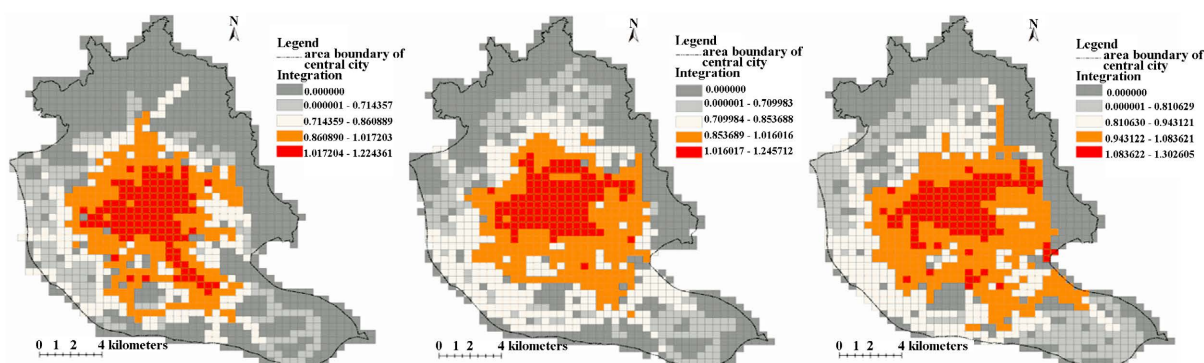 N
Legend
area boundary of
central city
Integration
0.000000
0.000001 - 0.714357
0.714359 - 0.860889
0.860890 - 1.017203
1.017204 - 1.224361
0 1 2 4 kilometers
N
Legend
area boundary of
central city
Integration
0.000000
0.000001 - 0.709983
0.709984 - 0.853688
0.853689 - 1.016016
1.016017 - 1.245712
0 1 2 4 kilometers
N
Legend
area boundary of
central city
Integration
0.000000
0.000001 - 0.810629
0.810630 - 0.943121
0.943122 - 1.083621
1.083622 - 1.302605
0 1 2 4 kilometers